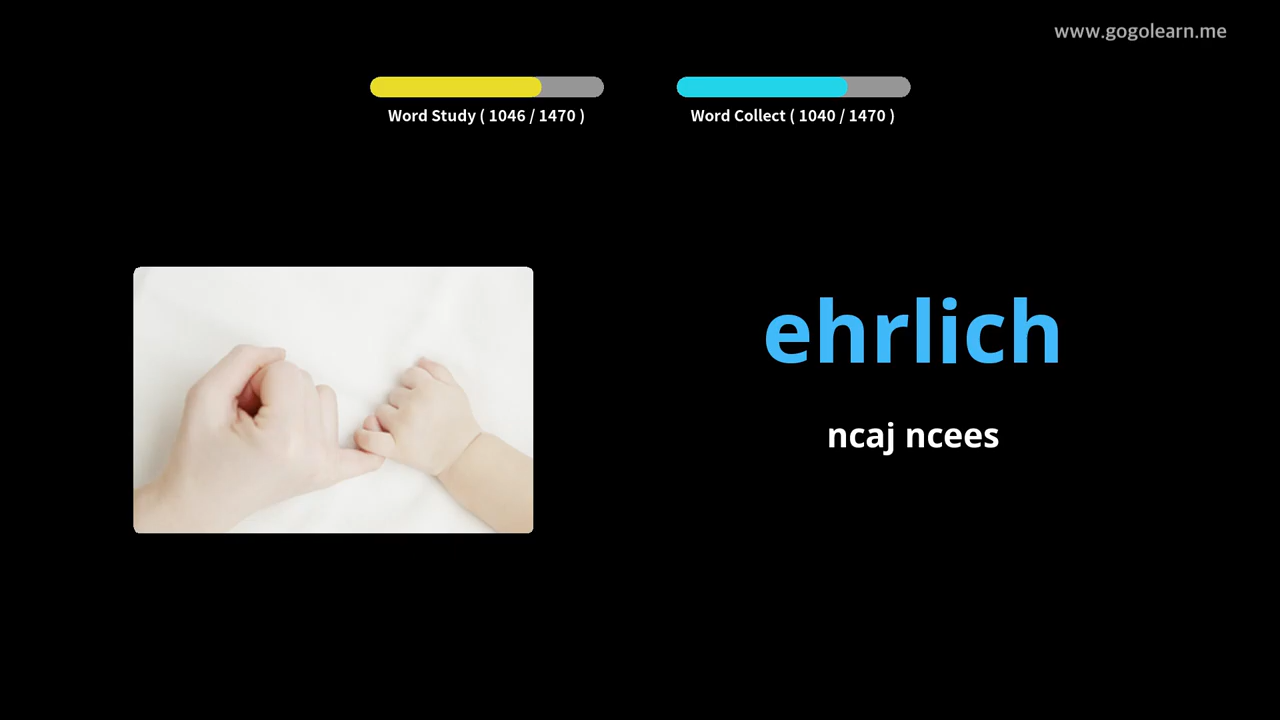 www.gogolearn.me
Word Study ( 1046 / 1470 )
Word Collect ( 1040 / 1470 )
ehrlich
ncaj ncees